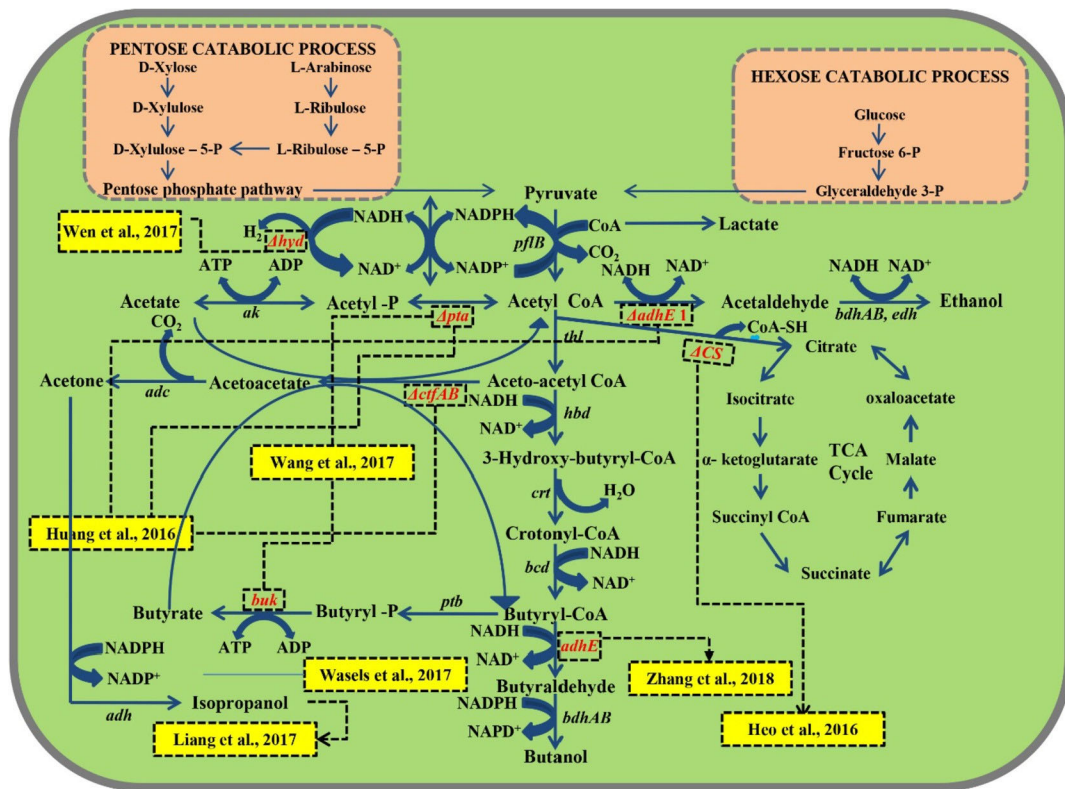 PENTOSE CATABOLIC PROCESS
D-Xylose
L-Arabinose
D-Xylulose
L-Ribulose
D-Xylulose – 5-P
L-Ribulose – 5-P
Pentose phosphate pathway
HEXOSE CATABOLIC PROCESS
Glucose
Fructose 6-P
Glyceraldehyde 3-P
Pyruvate
Lactate
Wen et al., 2017
H2
Δhyd
NADH
NAD+
NADPH
NADP+
pflB
CoA
CO2
ATP
ADP
Acetate
ak
Acetyl -P
Δpta
Acetyl CoA
NADH
NAD+
ΔadhE 1
Acetaldehyde
NADH
NAD+
bdhAB, edh
Ethanol
CO2
thl
ΔCS
CoA-SH
Citrate
Acetone
adc
Acetoacetate
ΔctfAB
Aceto-acetyl CoA
NADH
NAD+
hbd
Isocitrate
oxaloacetate
Wang et al., 2017
3-Hydroxy-butyryl-CoA
α- ketoglutarate
TCA
Cycle
Malate
crt
H2O
Huang et al., 2016
Crotonyl-CoA
Succinyl CoA
Fumarate
bcd
NADH
NAD+
Succinate
buk
Butyrate
Butyryl -P
ptb
Butyryl-CoA
ATP
ADP
NADH
NAD+
adhE
NADPH
NADP+
Wasels et al., 2017
Butyraldehyde
Zhang et al., 2018
adh
Isopropanol
NADPH
NAPD+
bdhAB
Heo et al., 2016
Liang et al., 2017
Butanol